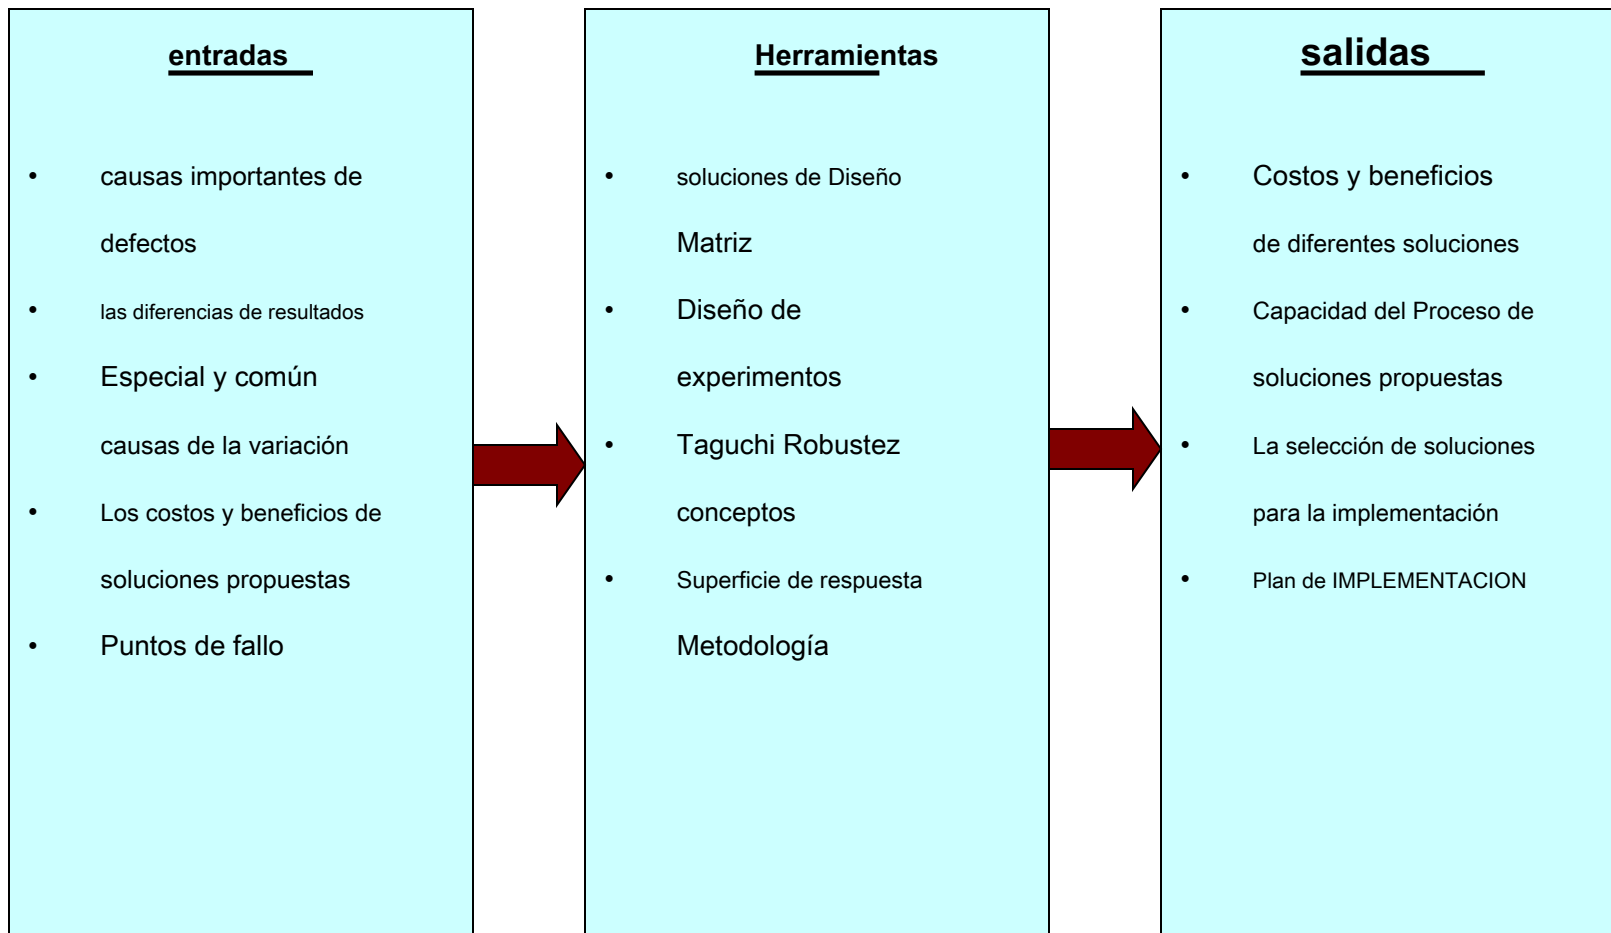 entradas
• causas importantes de
defectos
• las diferencias de resultados
• Especial y común
causas de la variación
• Los costos y beneficios de
soluciones propuestas
• Puntos de fallo
Herramientas
• soluciones de Diseño
Matriz
• Diseño de
experimentos
• Taguchi Robustez
conceptos
• Superficie de respuesta
Metodología
salidas
• Costos y beneficios
de diferentes soluciones
• Capacidad del Proceso de
soluciones propuestas
• La selección de soluciones
para la implementación
• Plan de IMPLEMENTACION